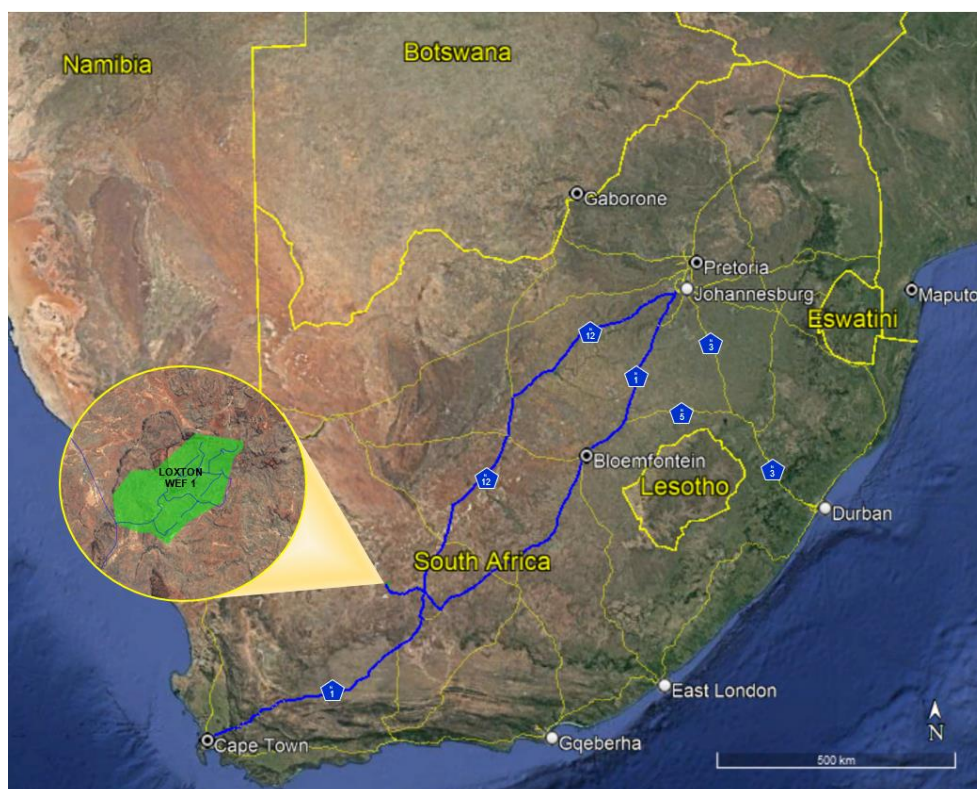 Namibia
Botswana
Gaborone
Pretoria
Johannesburg
Maputo
Eswatini
N
12
N
3
N
1
N
5
LOXTON
WEF 1
Bloemfontein
N
12
Lesotho
N
3
Durban
South Africa
N
1
East London
Cape Town
Gqeberha
N
500 km